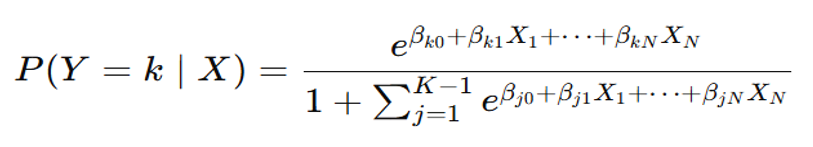 P(Y = k | X) = \frac{e^{β_{k0}+β_{k1}X_1+⋯+β_{kN}X_N}}{1 + ∑_{j=1}^{K−1} e^{β_{j0}+β_{j1}X_1+⋯+β_{jN}X_N}}